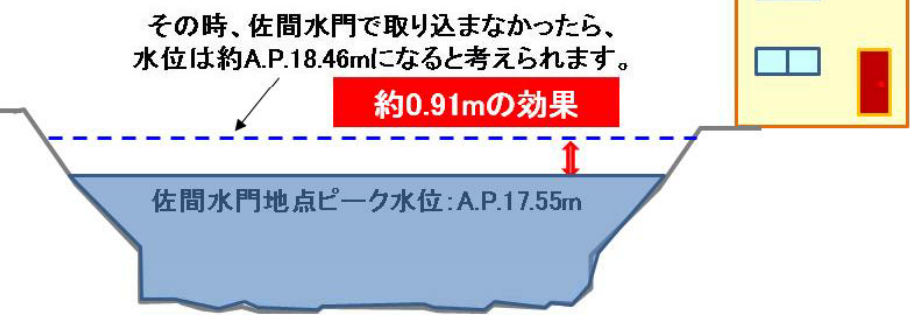 その時、佐間水門で取り込まなかったら、
水位は約A.P.18.46mになると考えられます。
約0.91mの効果
佐間水門地点ピーク水位：A.P.17.55m